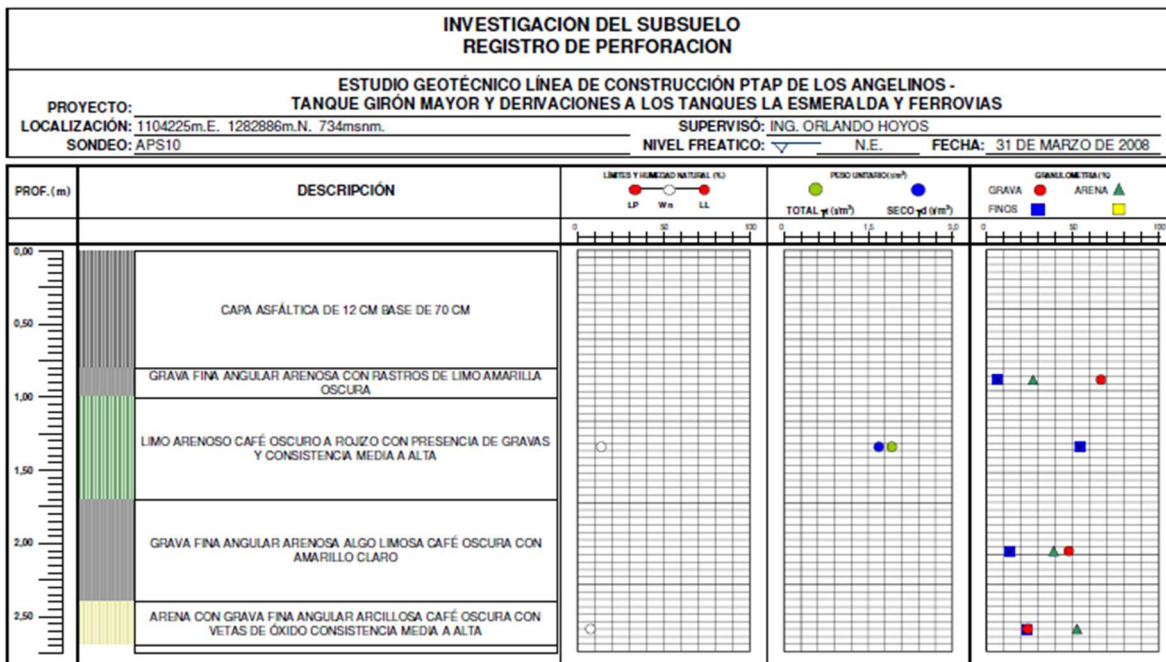 INVESTIGACION DEL SUBSUELO
REGISTRO DE PERFORACION
ESTUDIO GEOTÉCNICO LÍNEA DE CONSTRUCCIÓN PTAP DE LOS ANGELINOS -
PROYECTO: TANQUE GIRÓN MAYOR Y DERIVACIONES A LOS TANQUES LA ESMERALDA Y FERROVIAS
LOCALIZACIÓN: 1104225m.E. 1282886m.N. 734msnm. SUPERVISÓ: ING. ORLANDO HOYOS
SONDEO: APS10 NIVEL FREATICO: N.E. FECHA: 31 DE MARZO DE 2008
PROF. (m) DESCRIPCIÓN
LÍMITES Y HUMEDAD NATURAL (%)
LP Wn LL
PESO UNITARIO (t/m³)
TOTAL γt (t/m³) SECO γd (t/m³)
GRANULOMETRIA (%)
GRAVA ARENA
FINOS
0 50 100 0 1,5 3,0 0 50 100
0,00
CAPA ASFÁLTICA DE 12 CM BASE DE 70 CM
0,50
GRAVA FINA ANGULAR ARENOSA CON RASTROS DE LIMO AMARILLA
OSCURA
1,00
LIMO ARENOSO CAFÉ OSCURO A ROJIZO CON PRESENCIA DE GRAVAS
Y CONSISTENCIA MEDIA A ALTA
1,50
GRAVA FINA ANGULAR ARENOSA ALGO LIMOSA CAFÉ OSCURA CON
AMARILLO CLARO
2,00
ARENA CON GRAVA FINA ANGULAR ARCILLOSA CAFÉ OSCURA CON
VETAS DE ÓXIDO CONSISTENCIA MEDIA A ALTA
2,50